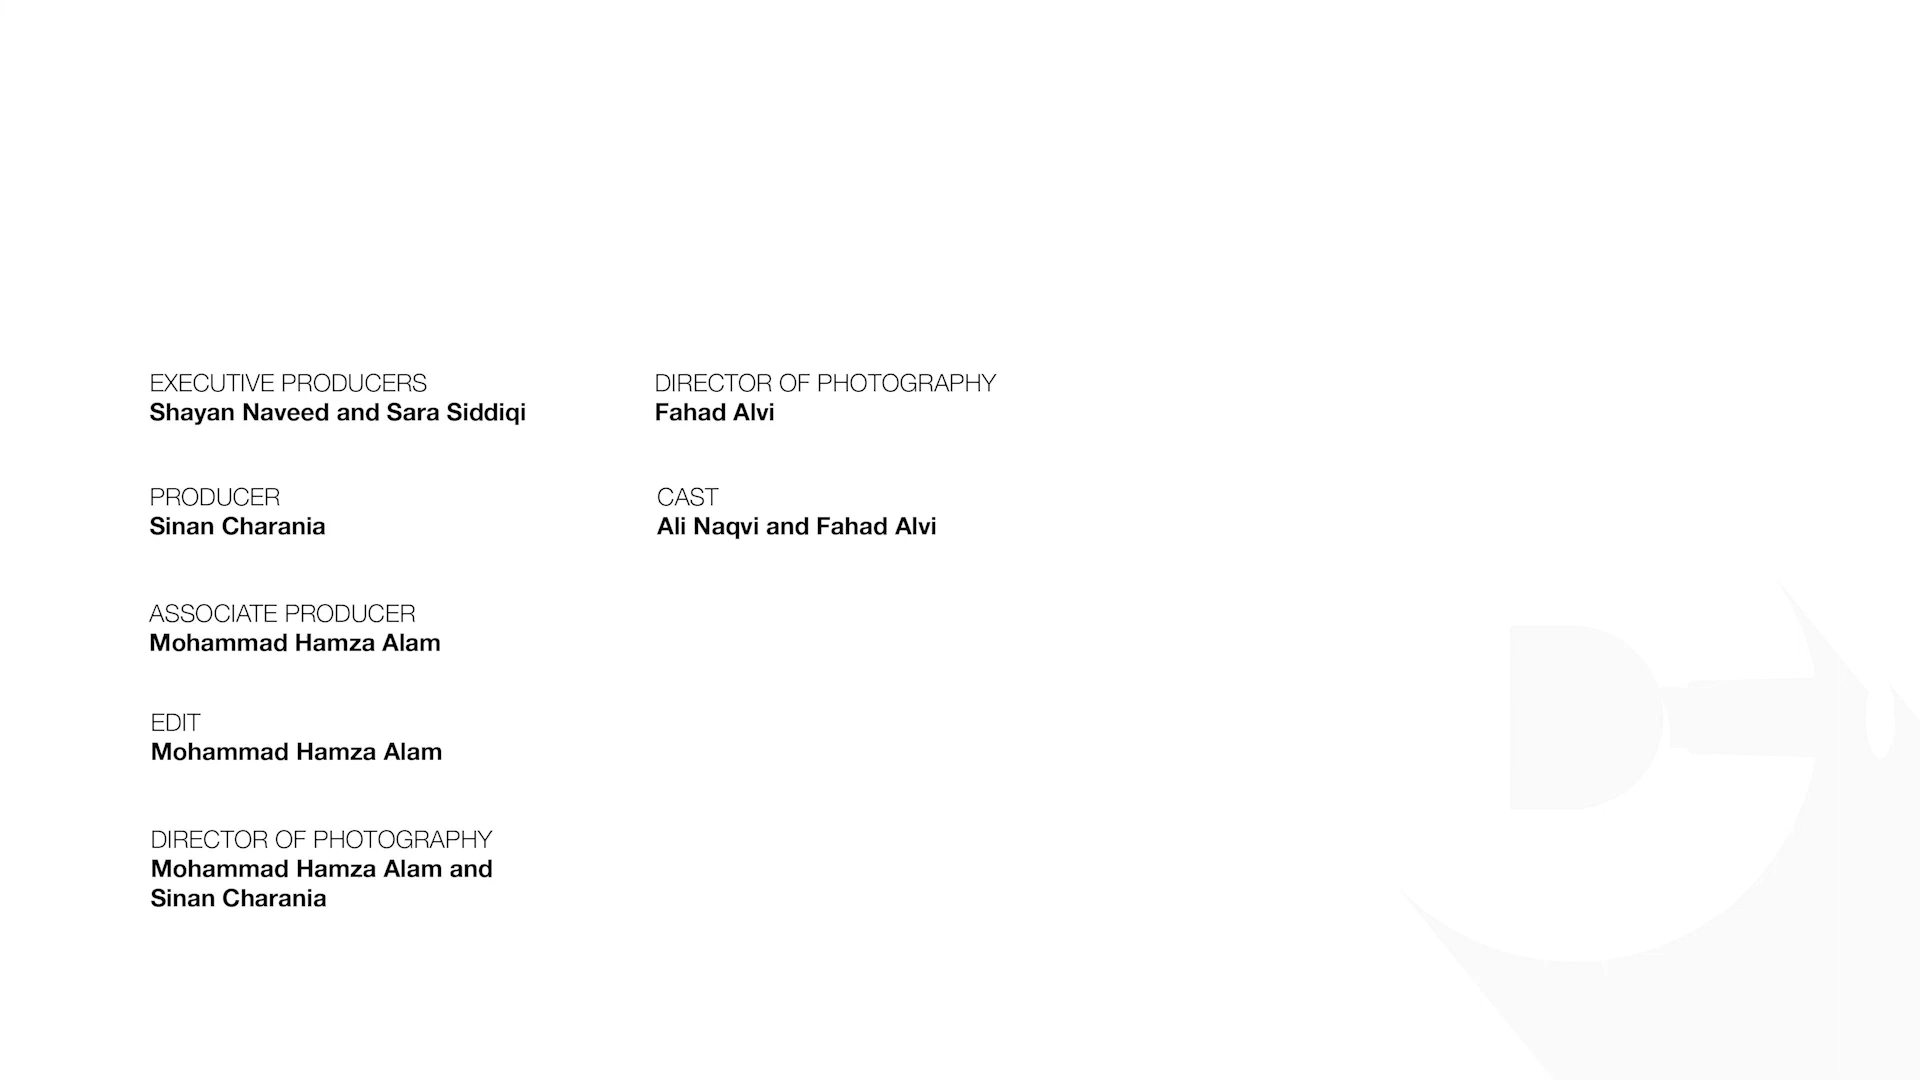 EXECUTIVE PRODUCERS
Shayan Naveed and Sara Siddiqi
PRODUCER
Sinan Charania
ASSOCIATE PRODUCER
Mohammad Hamza Alam
EDIT
Mohammad Hamza Alam
DIRECTOR OF PHOTOGRAPHY
Mohammad Hamza Alam and
Sinan Charania
DIRECTOR OF PHOTOGRAPHY
Fahad Alvi
CAST
Ali Naqvi and Fahad Alvi